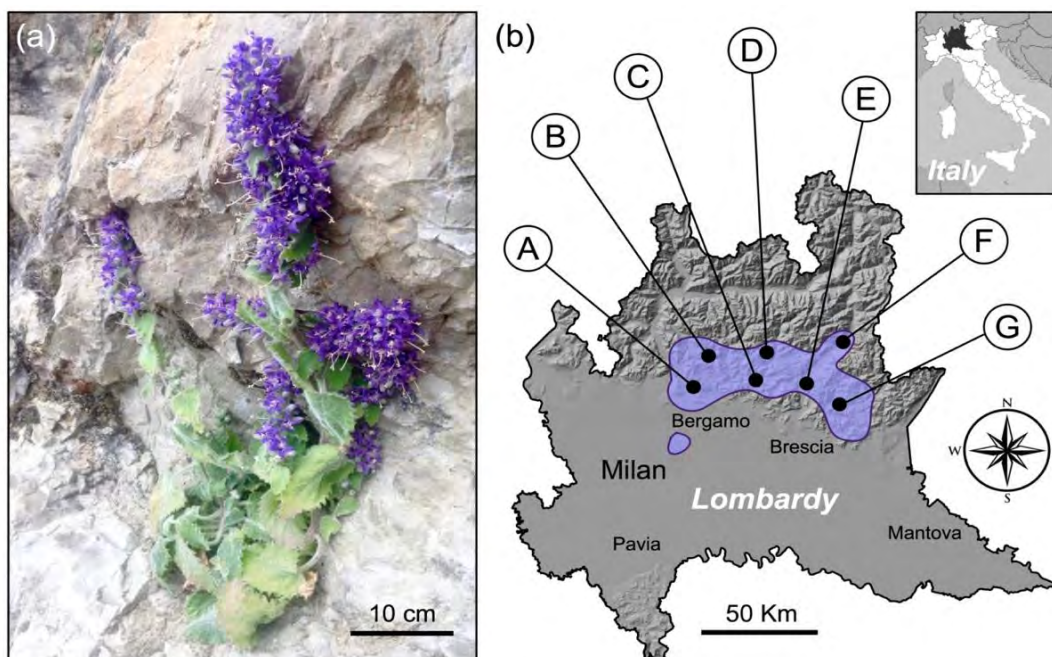 (a)
10 cm
(b)
A
B
C
D
E
F
G
Italy
Bergamo
Brescia
Milan
Lombardy
Pavia
Mantova
50 Km
N
W
E
S